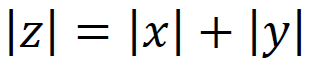 |z| = |x| + |y|